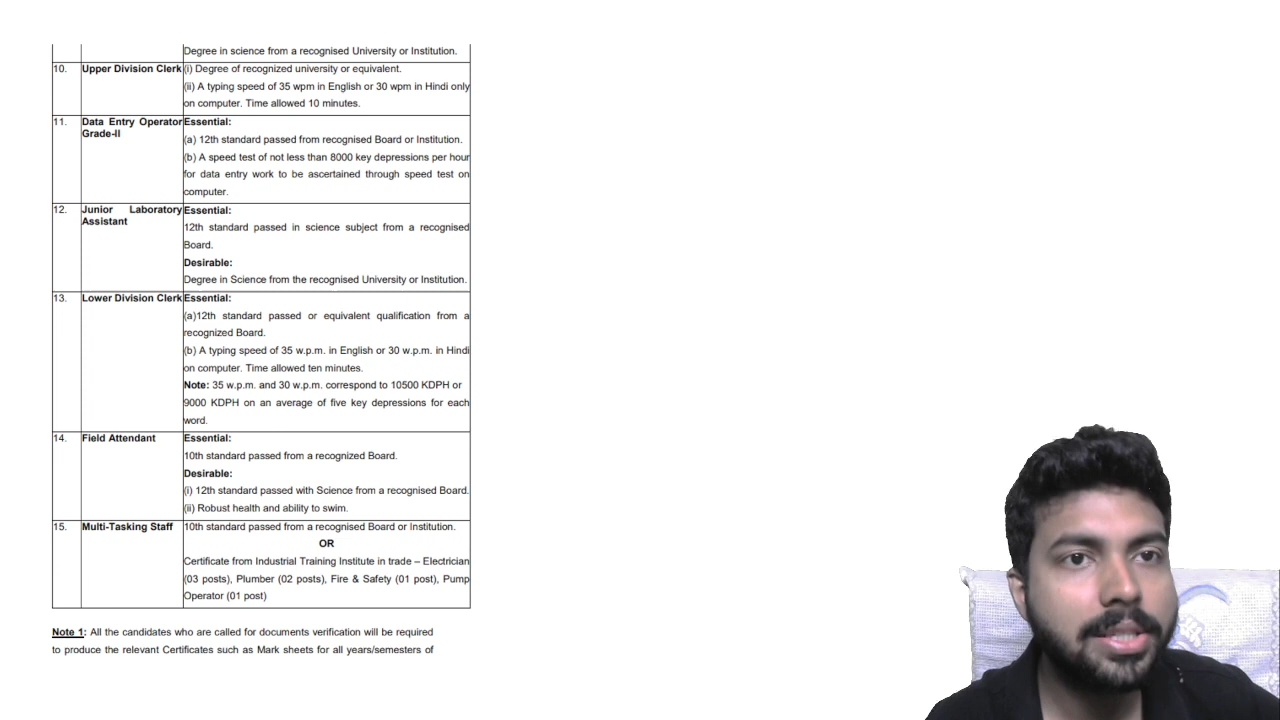 Degree in science from a recognised University or Institution.
10. Upper Division Clerk (i) Degree of recognized university or equivalent.
(ii) A typing speed of 35 wpm in English or 30 wpm in Hindi only
on computer. Time allowed 10 minutes.
11. Data Entry Operator Essential:
Grade-II
(a) 12th standard passed from recognised Board or Institution.
(b) A speed test of not less than 8000 key depressions per hour
for data entry work to be ascertained through speed test on
computer.
12. Junior Laboratory Essential:
Assistant
12th standard passed in science subject from a recognised
Board.
Desirable:
Degree in Science from the recognised University or Institution.
13. Lower Division Clerk Essential:
(a)12th standard passed or equivalent qualification from a
recognized Board.
(b) A typing speed of 35 w.p.m. in English or 30 w.p.m. in Hindi
on computer. Time allowed ten minutes.
Note: 35 w.p.m. and 30 w.p.m. correspond to 10500 KDPH or
9000 KDPH on an average of five key depressions for each
word.
14. Field Attendant Essential:
10th standard passed from a recognized Board.
Desirable:
(i) 12th standard passed with Science from a recognised Board.
(ii) Robust health and ability to swim.
15. Multi-Tasking Staff 10th standard passed from a recognised Board or Institution.
OR
Certificate from Industrial Training Institute in trade – Electrician
(03 posts), Plumber (02 posts), Fire & Safety (01 post), Pump
Operator (01 post)
Note 1: All the candidates who are called for documents verification will be required
to produce the relevant Certificates such as Mark sheets for all years/semesters of